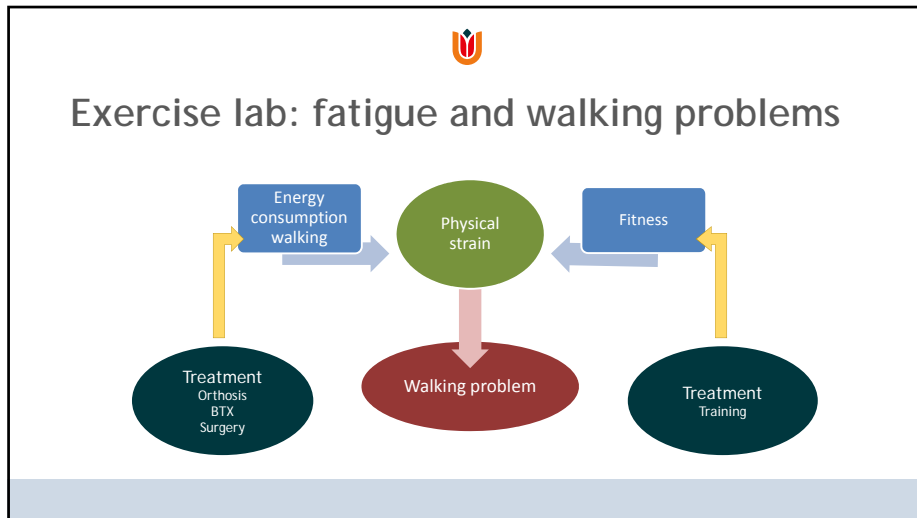 Exercise lab: fatigue and walking problems
Energy
consumption
walking
Physical
strain
Fitness
Treatment
Orthosis
BTX
Surgery
Walking problem
Treatment
Training